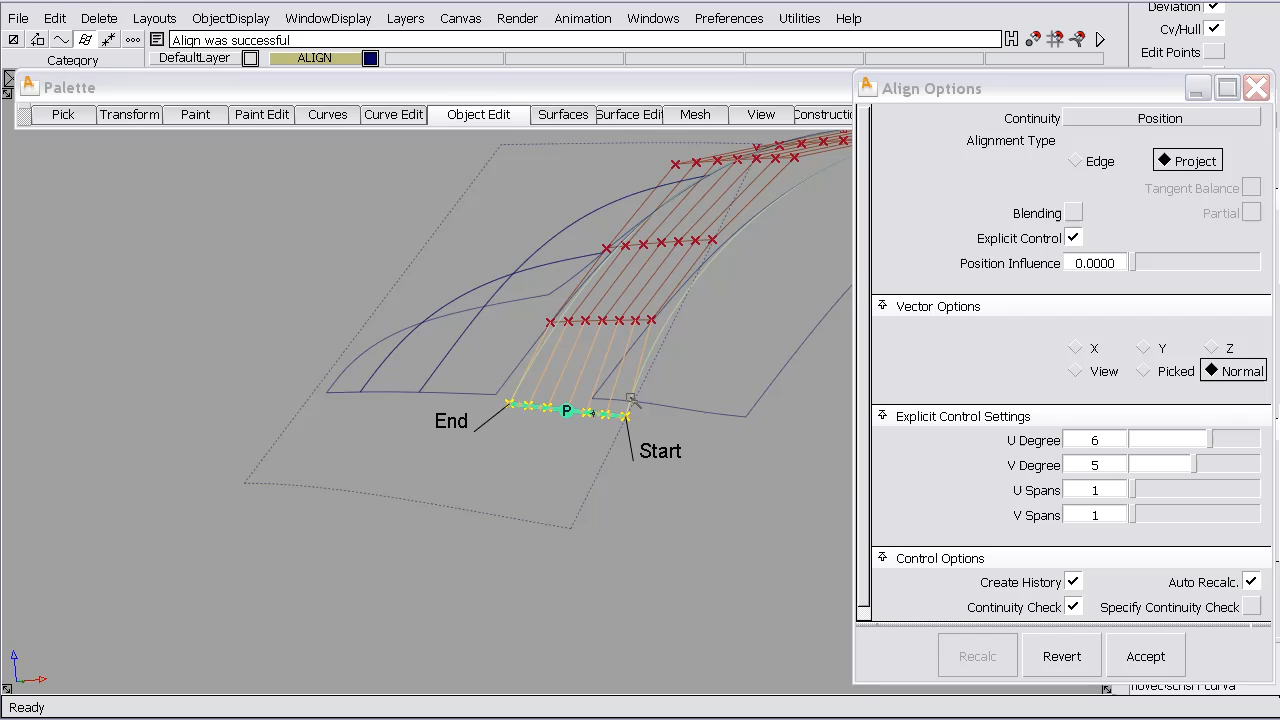 File Edit Delete Layouts ObjectDisplay WindowDisplay Layers Canvas Render Animation Windows Preferences Utilities Help
Deviation
Align was successful
Cy/Hull
Category
DefaultLayer
ALIGN
Edit Points
Palette
Pick
Transform
Paint
Paint Edit
Curves
Curve Edit
Object Edit
Surfaces
Surface Edi
Mesh
View
Constructi
Align Options
Continuity
Position
Alignment Type
Edge
Project
Tangent Balance
Blending
Partial
Explicit Control
Position Influence
0.0000
Vector Options
X
Y
Z
View
Picked
Normal
Explicit Control Settings
U Degree
6
V Degree
5
U Spans
1
V Spans
1
Control Options
Create History
Auto Recalc.
Continuity Check
Specify Continuity Check
Recalc
Revert
Accept
End
P
Start
Ready